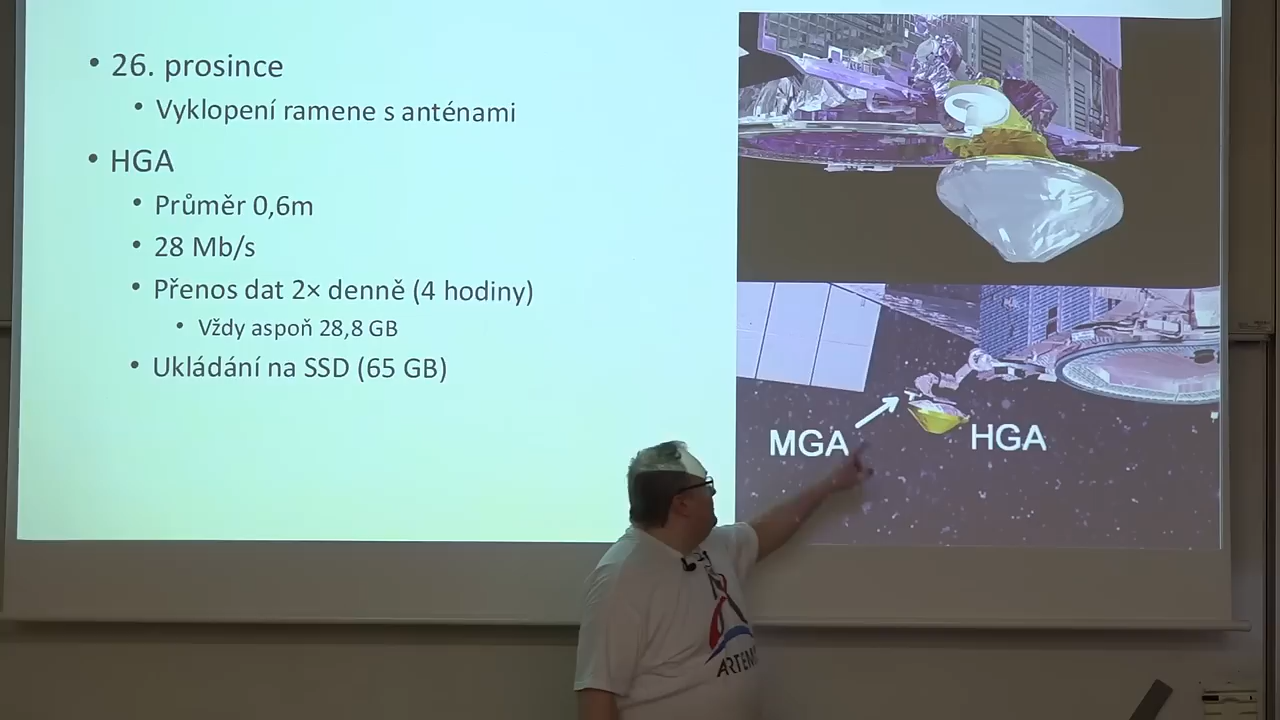 26. prosince
Vyklopení ramene s anténami
HGA
Průměr 0,6m
28 Mb/s
Přenos dat 2× denně (4 hodiny)
Vždy aspoň 28,8 GB
Ukládání na SSD (65 GB)
MGA
HGA